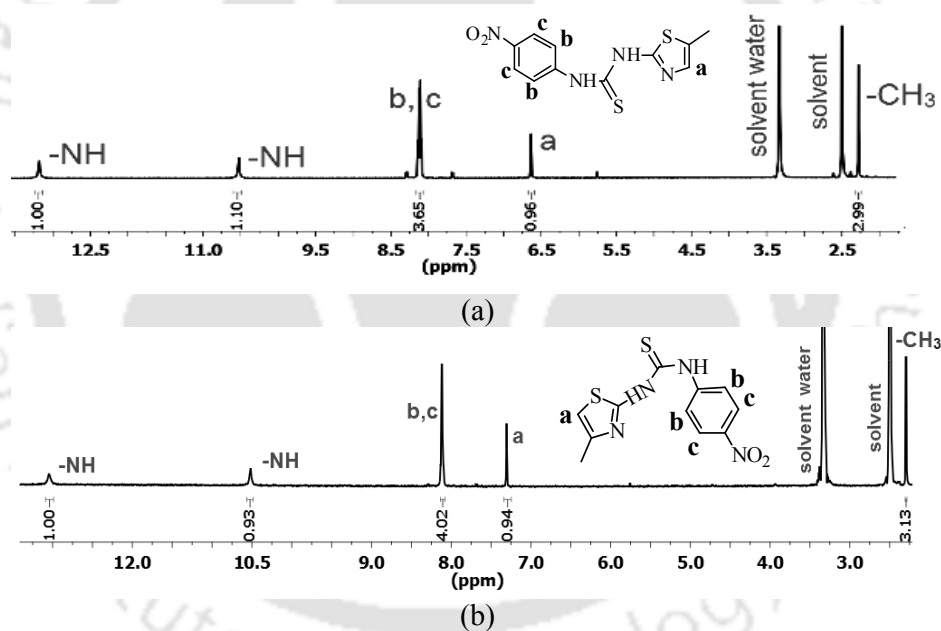 O₂N
c
b
c
b
NH
S
NH
S
N
a
b, c
-NH
-NH
a
solvent water
solvent
-CH₃
1.00
1.10
3.65
0.96
2.99
12.5 11.0 9.5 8.5 7.5 6.5 5.5 4.5 3.5 2.5
(ppm)
(a)
S
NH
b
c
a
S
HN
N
b
c
NO₂
b,c
a
-NH
-NH
solvent water
solvent
-CH₃
1.00
0.93
4.02
0.94
3.13
12.0 10.5 9.0 8.0 7.0 6.0 5.0 4.0 3.0
(ppm)
(b)